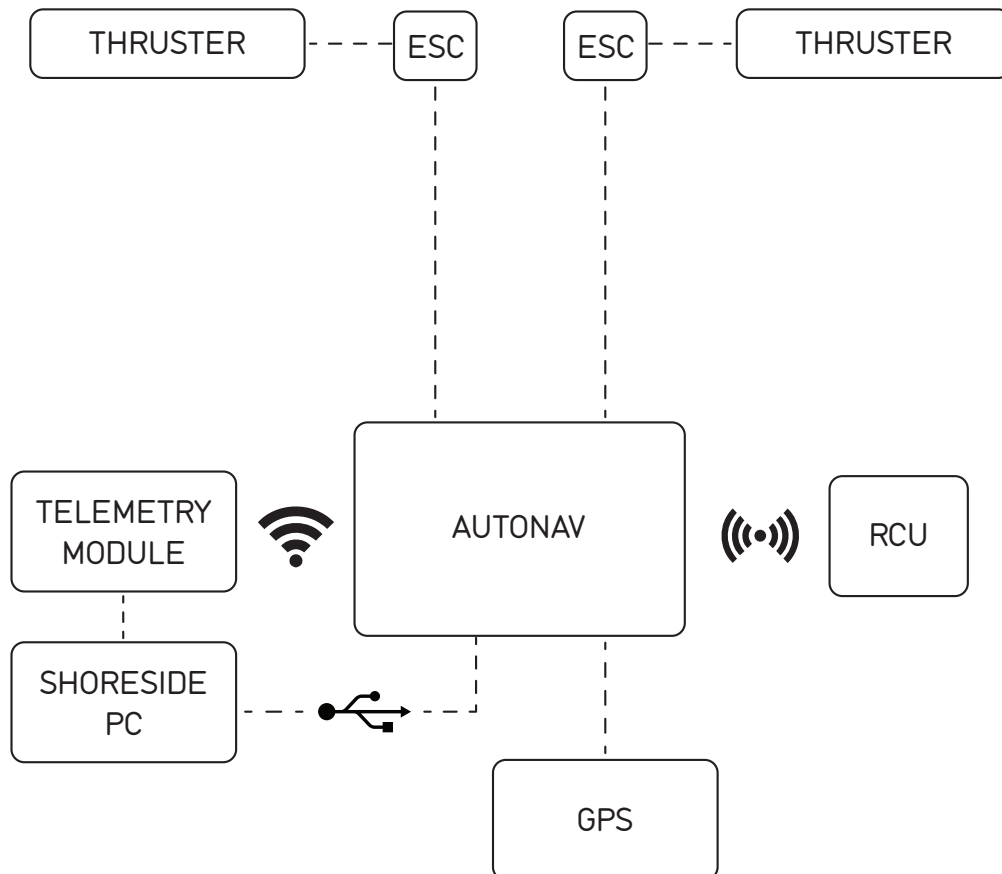 THRUSTER
ESC
ESC
THRUSTER
TELEMETRY
MODULE
AUTONAV
RCU
SHORESIDE
PC
GPS